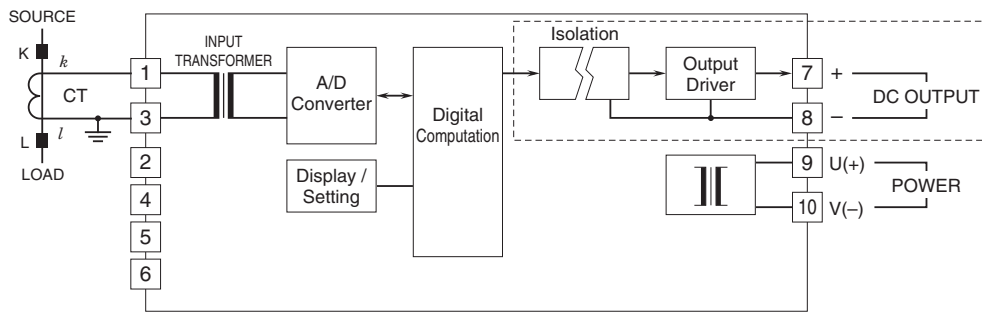 SOURCE
K
k
CT
L
l
LOAD
1
3
2
4
5
6
INPUT
TRANSFORMER
A/D
Converter
Display /
Setting
Digital
Computation
Isolation
Output
Driver
7 +
8 –
DC OUTPUT
9 U(+)
10 V(–)
POWER